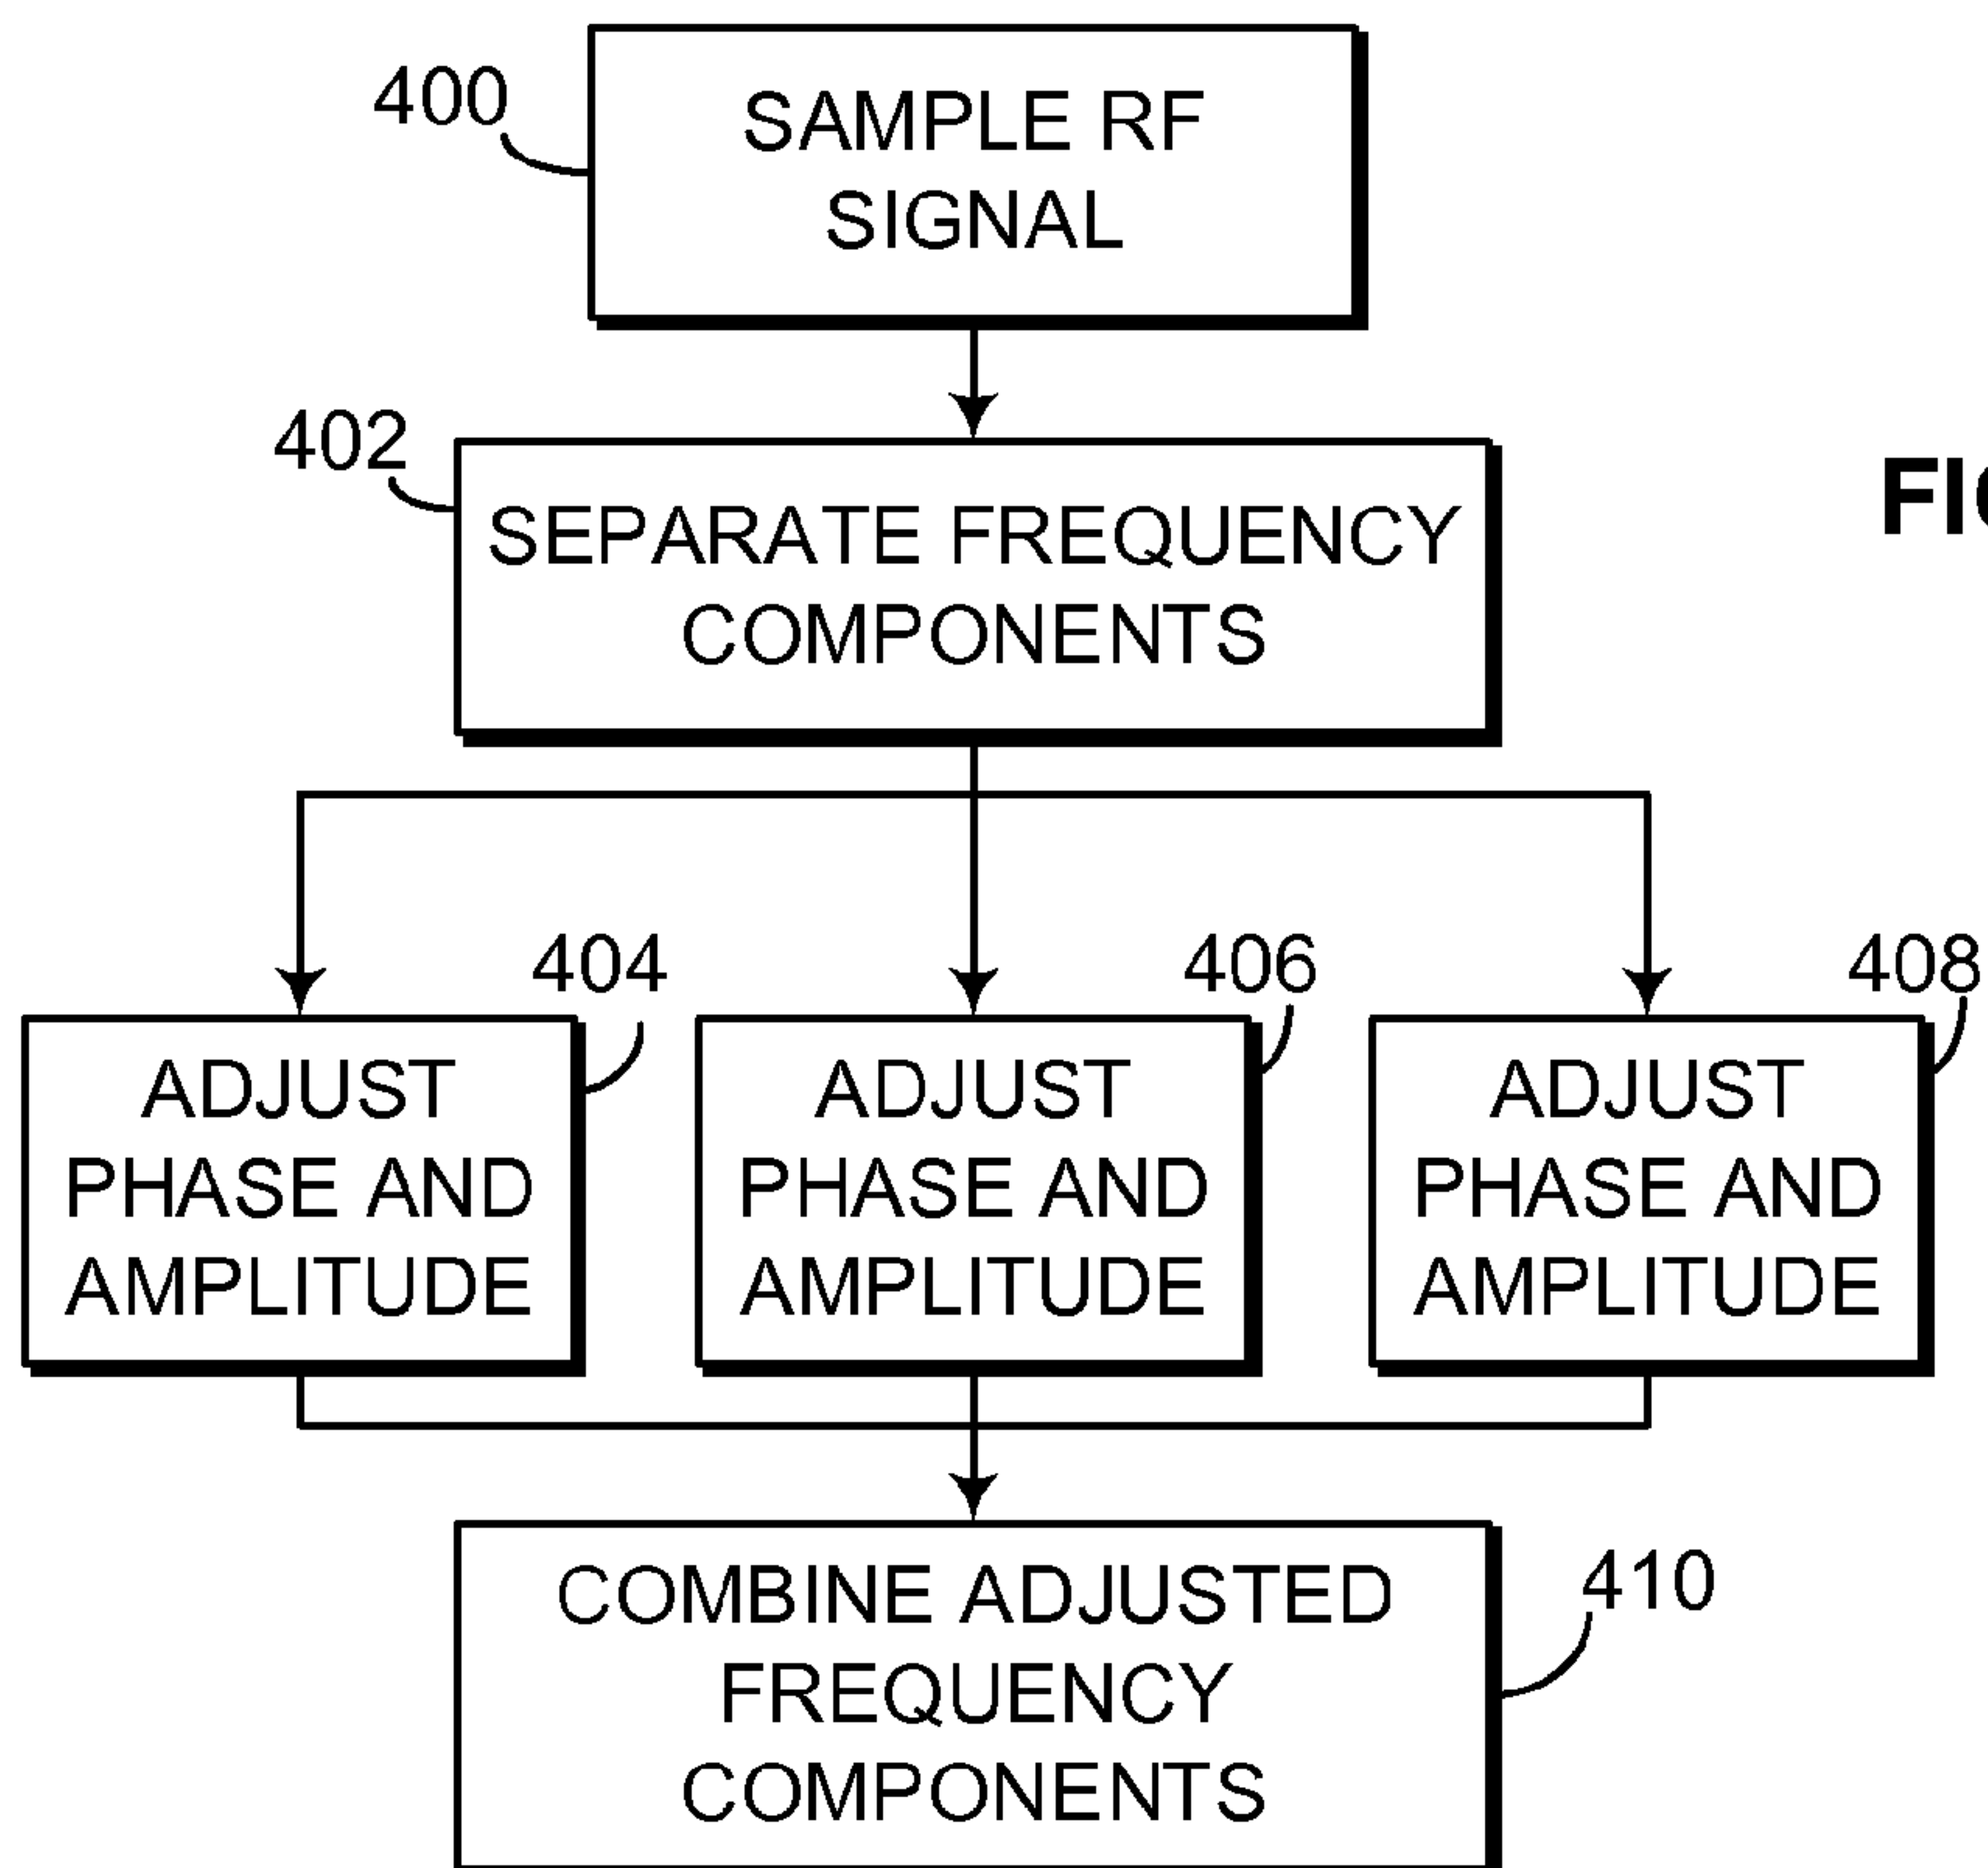 400
SAMPLE RF
SIGNAL
402
SEPARATE FREQUENCY
COMPONENTS
404
406
408
ADJUST
PHASE AND
AMPLITUDE
ADJUST
PHASE AND
AMPLITUDE
ADJUST
PHASE AND
AMPLITUDE
COMBINE ADJUSTED
FREQUENCY
COMPONENTS
410